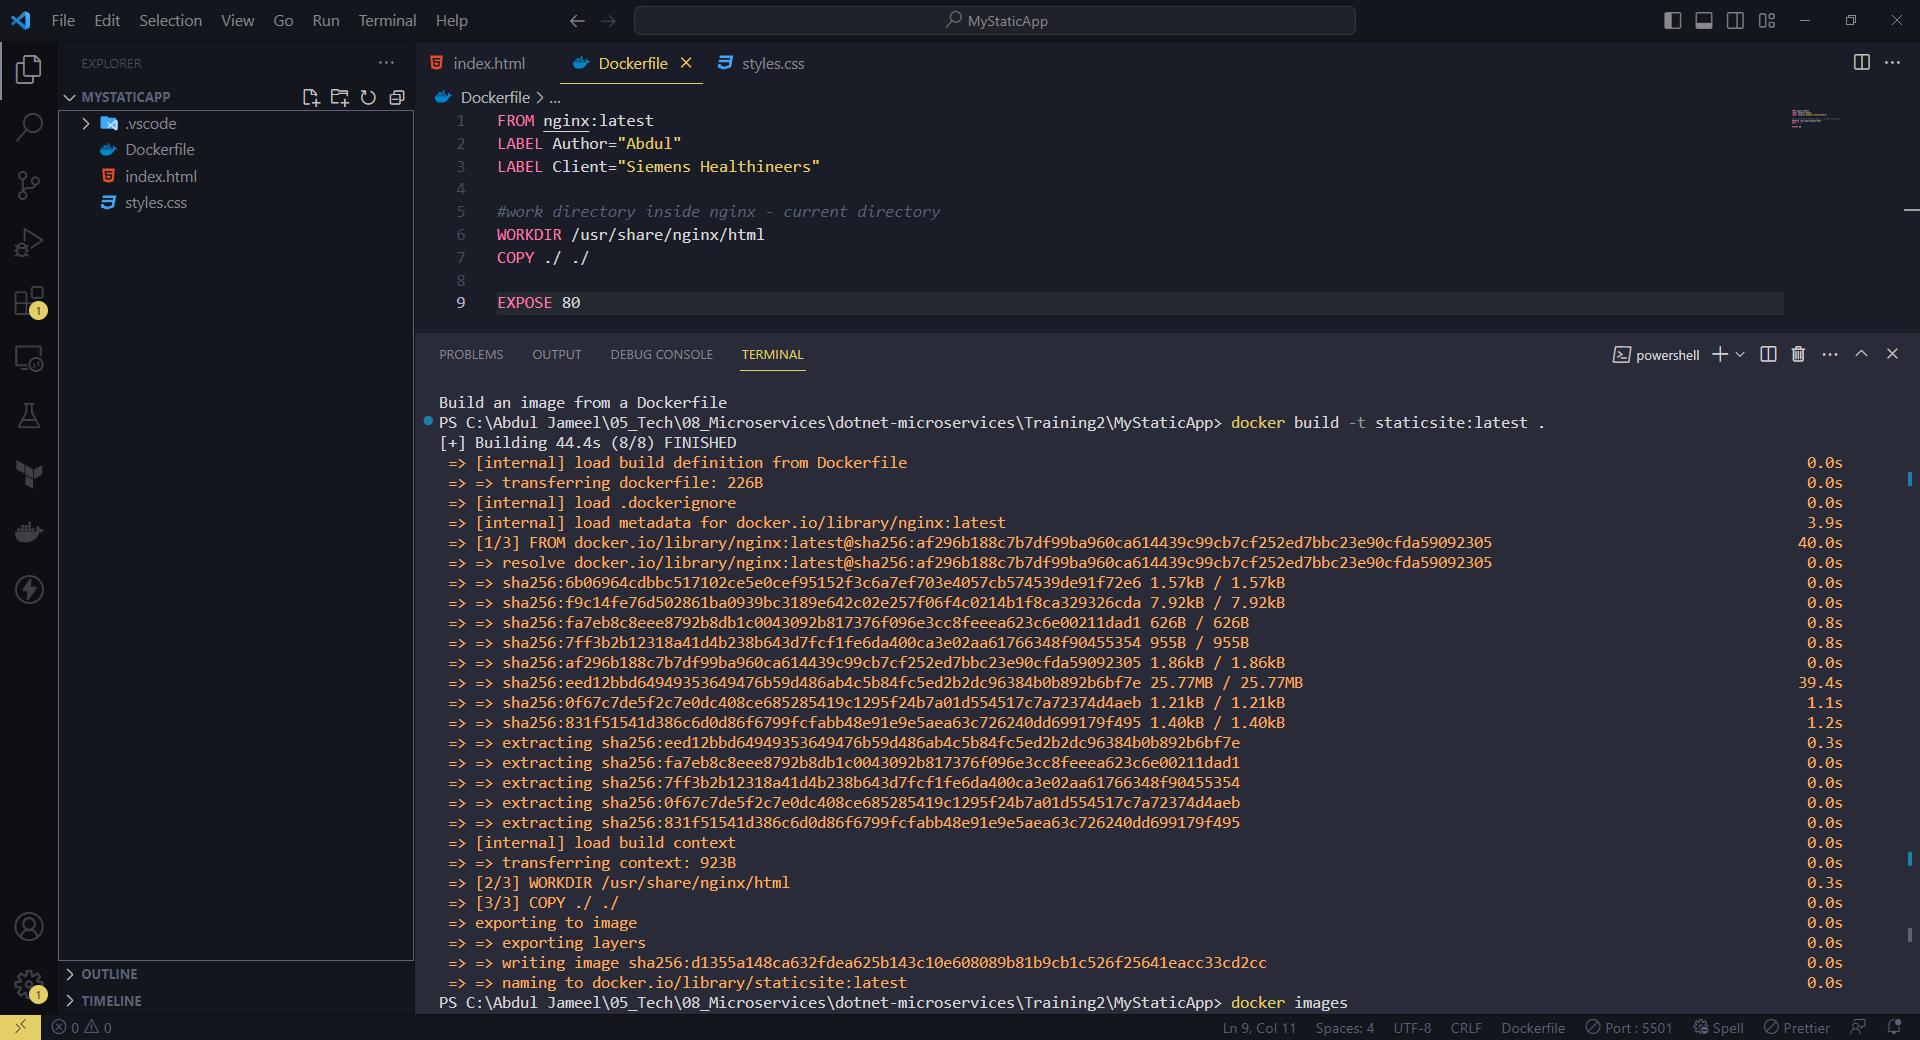 File Edit Selection View Go Run Terminal Help MyStaticApp
EXPLORER
MYSTATICAPP
.vscode
Dockerfile
index.html
styles.css
OUTLINE
TIMELINE
1
1
index.html Dockerfile styles.css
Dockerfile > ...
1 FROM nginx:latest
2 LABEL Author="Abdul"
3 LABEL Client="Siemens Healthineers"
4
5 #work directory inside nginx - current directory
6 WORKDIR /usr/share/nginx/html
7 COPY ./ ./
8
9 EXPOSE 80
PROBLEMS OUTPUT DEBUG CONSOLE TERMINAL powershell
Build an image from a Dockerfile
PS C:\Abdul Jameel\05_Tech\08_Microservices\dotnet-microservices\Training2\MyStaticApp> docker build -t staticsite:latest .
[+] Building 44.4s (8/8) FINISHED
=> [internal] load build definition from Dockerfile 0.0s
=> => transferring dockerfile: 226B 0.0s
=> [internal] load .dockerignore 0.0s
=> [internal] load metadata for docker.io/library/nginx:latest 3.9s
=> [1/3] FROM docker.io/library/nginx:latest@sha256:af296b188c7b7df99ba960ca614439c99cb7cf252ed7bbc23e90cfda59092305 40.0s
=> => resolve docker.io/library/nginx:latest@sha256:af296b188c7b7df99ba960ca614439c99cb7cf252ed7bbc23e90cfda59092305 0.0s
=> => sha256:6b06964cdbbc517102ce5e0cef95152f3c6a7ef703e4057cb574539de91f72e6 1.57kB / 1.57kB 0.0s
=> => sha256:f9c14fe76d502861ba0939bc3189e642c02e257f06f4c0214b1f8ca329326cda 7.92kB / 7.92kB 0.0s
=> => sha256:fa7eb8c8eee8792b8db1c0043092b817376f096e3cc8feeea623c6e00211dad1 626B / 626B 0.8s
=> => sha256:7ff3b2b12318a41d4b238b643d7fcf1fe6da400ca3e02aa61766348f90455354 955B / 955B 0.8s
=> => sha256:af296b188c7b7df99ba960ca614439c99cb7cf252ed7bbc23e90cfda59092305 1.86kB / 1.86kB 0.0s
=> => sha256:eed12bbd64949353649476b59d486ab4c5b84fc5ed2b2dc96384b0b892b6bf7e 25.77MB / 25.77MB 39.4s
=> => sha256:0f67c7de5f2c7e0dc408ce685285419c1295f24b7a01d554517c7a72374d4aeb 1.21kB / 1.21kB 1.1s
=> => sha256:831f51541d386c6d0d86f6799fcfabb48e91e9e5aea63c726240dd699179f495 1.40kB / 1.40kB 1.2s
=> => extracting sha256:eed12bbd64949353649476b59d486ab4c5b84fc5ed2b2dc96384b0b892b6bf7e 0.3s
=> => extracting sha256:fa7eb8c8eee8792b8db1c0043092b817376f096e3cc8feeea623c6e00211dad1 0.0s
=> => extracting sha256:7ff3b2b12318a41d4b238b643d7fcf1fe6da400ca3e02aa61766348f90455354 0.0s
=> => extracting sha256:0f67c7de5f2c7e0dc408ce685285419c1295f24b7a01d554517c7a72374d4aeb 0.0s
=> => extracting sha256:831f51541d386c6d0d86f6799fcfabb48e91e9e5aea63c726240dd699179f495 0.0s
=> [internal] load build context 0.0s
=> => transferring context: 923B 0.0s
=> [2/3] WORKDIR /usr/share/nginx/html 0.3s
=> [3/3] COPY ./ ./ 0.0s
=> exporting to image 0.0s
=> => exporting layers 0.0s
=> => writing image sha256:d1355a148ca632fdea625b143c10e608089b81b9cb1c526f25641eacc33cd2cc 0.0s
=> => naming to docker.io/library/staticsite:latest 0.0s
PS C:\Abdul Jameel\05_Tech\08_Microservices\dotnet-microservices\Training2\MyStaticApp> docker images
0 0 Ln 9, Col 11 Spaces: 4 UTF-8 CRLF Dockerfile Port : 5501 Spell Prettier